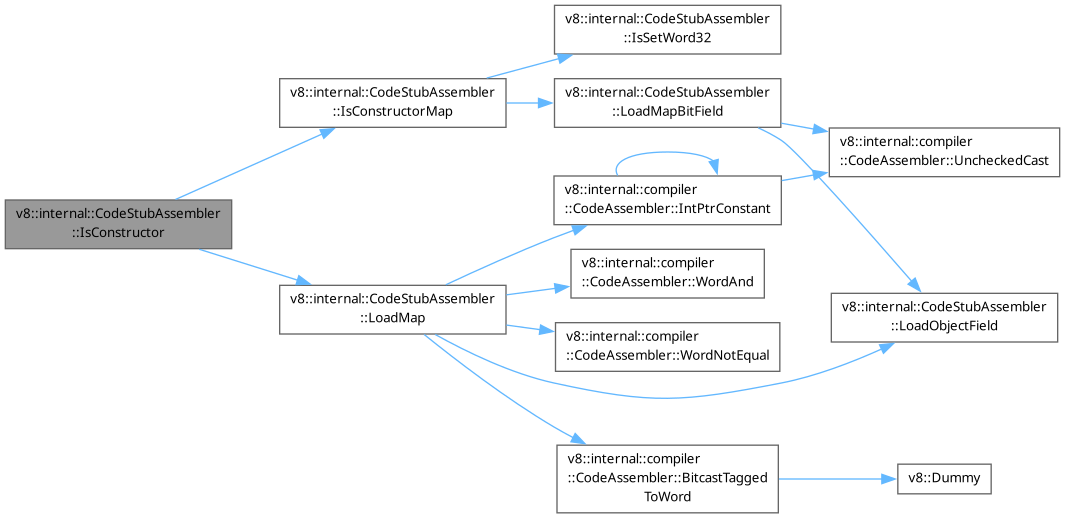 v8::internal::CodeStubAssembler
::IsConstructor
v8::internal::CodeStubAssembler
::IsConstructorMap
v8::internal::CodeStubAssembler
::LoadMap
v8::internal::CodeStubAssembler
::IsSetWord32
v8::internal::CodeStubAssembler
::LoadMapBitField
v8::internal::compiler
::CodeAssembler::IntPtrConstant
v8::internal::compiler
::CodeAssembler::WordAnd
v8::internal::compiler
::CodeAssembler::WordNotEqual
v8::internal::compiler
::CodeAssembler::BitcastTagged
ToWord
v8::internal::compiler
::CodeAssembler::UncheckedCast
v8::internal::CodeStubAssembler
::LoadObjectField
v8::Dummy